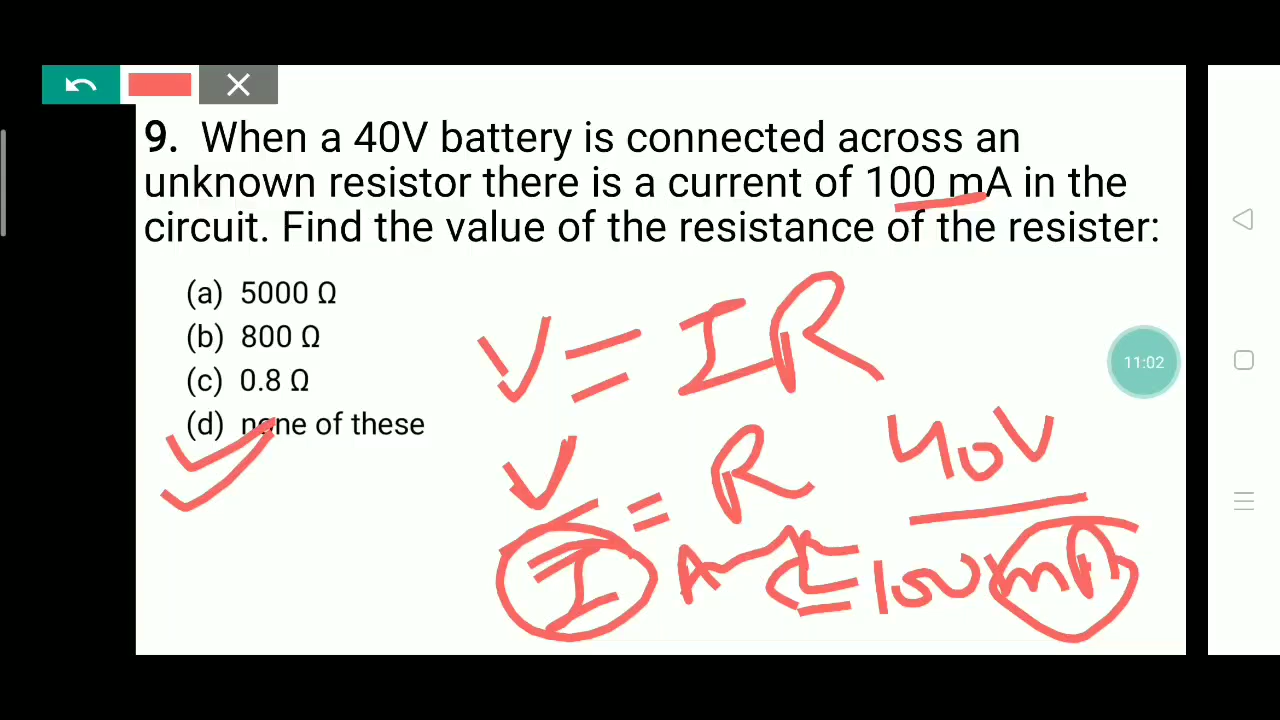 9. When a 40V battery is connected across an
unknown resistor there is a current of 100 mA in the
circuit. Find the value of the resistance of the resister:
(a) 5000 Ω
(b) 800 Ω
(c) 0.8 Ω
(d) none of these
V = IR
11:02
V
I
= R
40V
100 mA
A